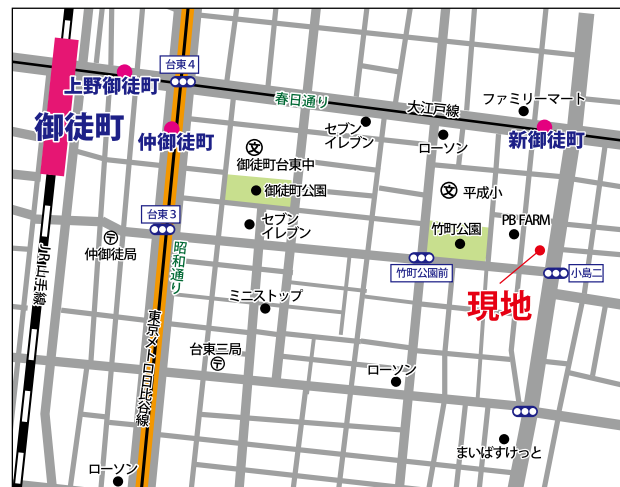 台東4
上野御徒町
春日通り
大江戸線
ファミリーマート
御徒町
仲御徒町
セブン
イレブン
ローソン
新御徒町
文
御徒町台東中
御徒町公園
文
平成小
台東3
セブン
イレブン
竹町公園
PB FARM
仲御徒局
昭和通り
JR山手線
竹町公園前
小島二
現地
ミニストップ
東京メトロ日比谷線
台東三局
ローソン
まいばすけっと
ローソン